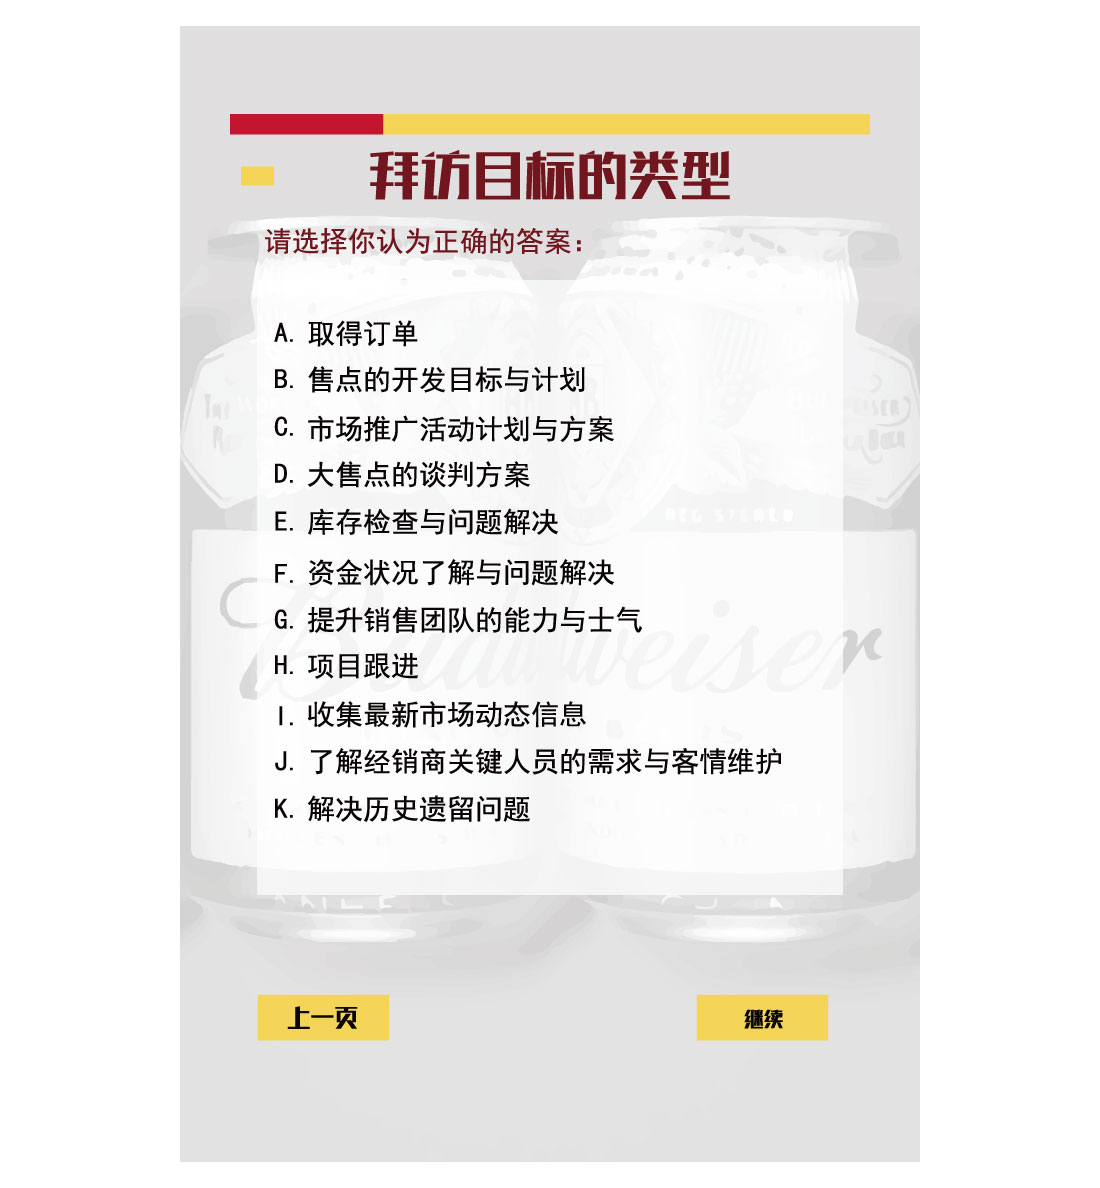 拜访目标的类型
请选择你认为正确的答案：
A. 取得订单
B. 售点的开发目标与计划
C. 市场推广活动计划与方案
D. 大售点的谈判方案
E. 库存检查与问题解决
F. 资金状况了解与问题解决
G. 提升销售团队的能力与士气
H. 项目跟进
I. 收集最新市场动态信息
J. 了解经销商关键人员的需求与客情维护
K. 解决历史遗留问题
Budweiser
上一页
继续